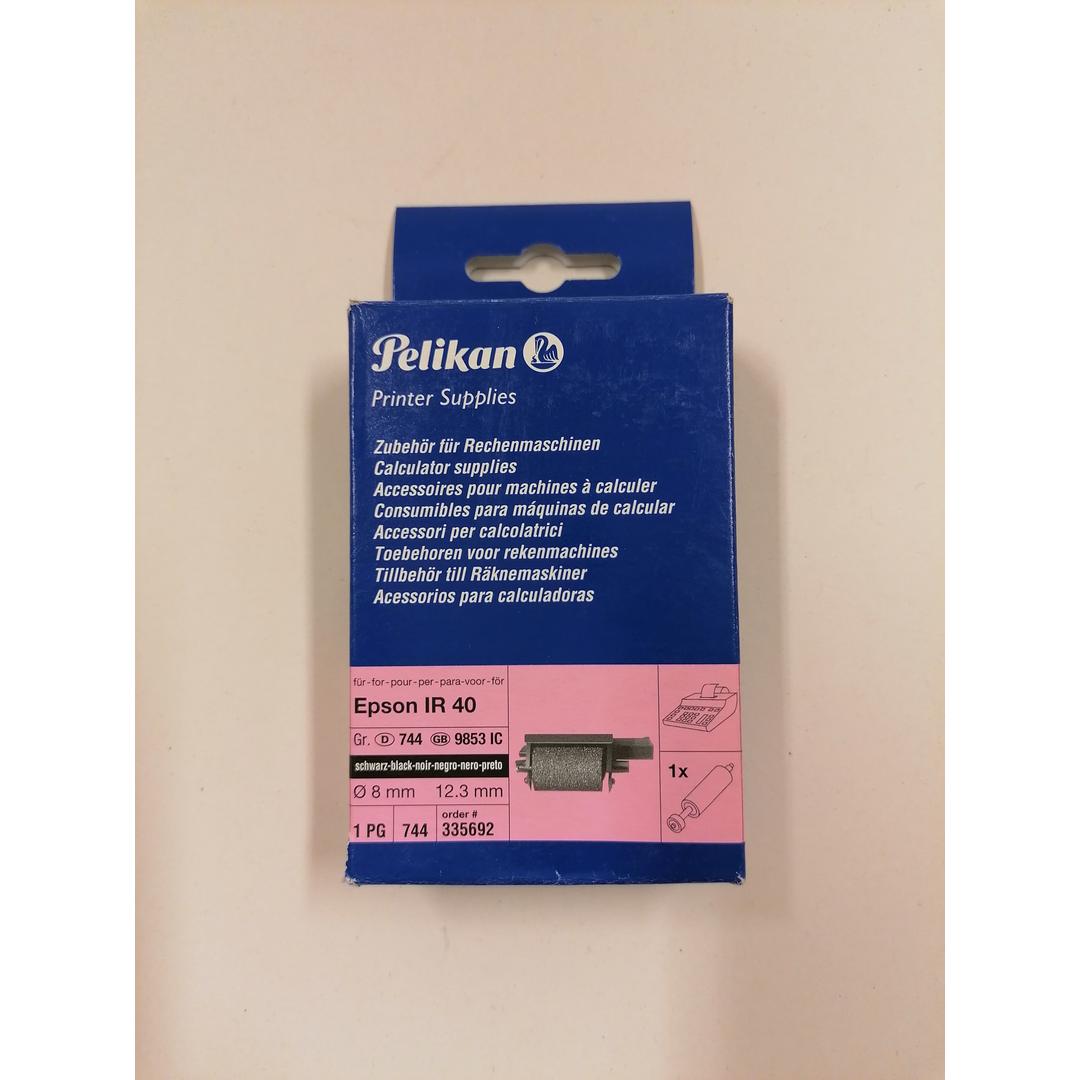 Pelikan
Printer Supplies
Zubehör für Rechenmaschinen
Calculator supplies
Accessoires pour machines à calculer
Consumibles para máquinas de calcular
Accessori per calcolatrici
Toebehoren voor rekenmachines
Tillbehör till Räknemaskiner
Acessorios para calculadoras
für-for-pour-per-para-voor-för
Epson IR 40
Gr. D 744 GB 9853 IC
schwarz-black-noir-negro-nero-preto
Ø 8 mm 12.3 mm
1 PG 744 order # 335692
1x